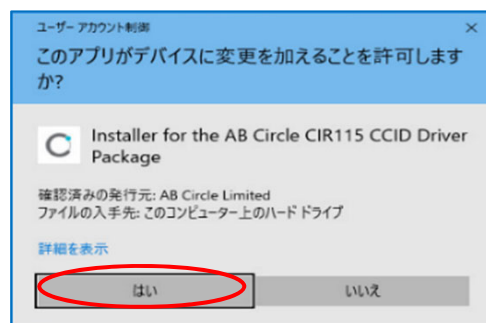 ユーザー アカウント制御
このアプリがデバイスに変更を加えることを許可します
か?
Installer for the AB Circle CIR115 CCID Driver
Package
確認済みの発行元: AB Circle Limited
ファイルの入手先: このコンピューター上のハード ドライブ
詳細を表示
はい
いいえ